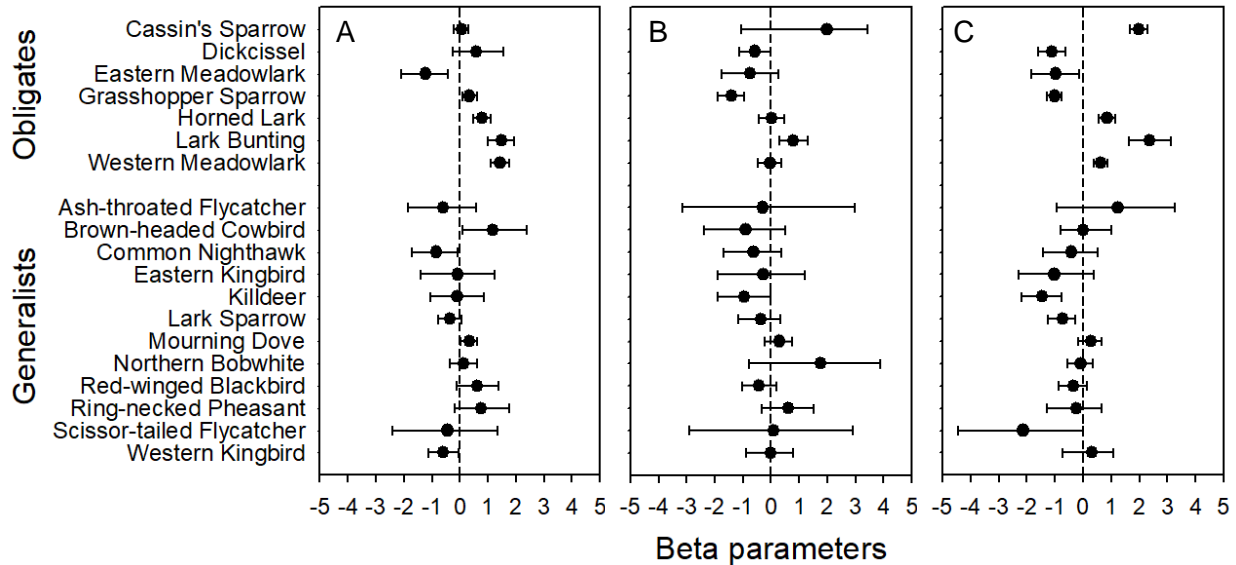 A
B
C
Obligates
Cassin's Sparrow
Dickcissel
Eastern Meadowlark
Grasshopper Sparrow
Horned Lark
Lark Bunting
Western Meadowlark
Generalists
Ash-throated Flycatcher
Brown-headed Cowbird
Common Nighthawk
Eastern Kingbird
Killdeer
Lark Sparrow
Mourning Dove
Northern Bobwhite
Red-winged Blackbird
Ring-necked Pheasant
Scissor-tailed Flycatcher
Western Kingbird
-5 -4 -3 -2 -1 0 1 2 3 4 5
-5 -4 -3 -2 -1 0 1 2 3 4 5
-5 -4 -3 -2 -1 0 1 2 3 4 5
Beta parameters